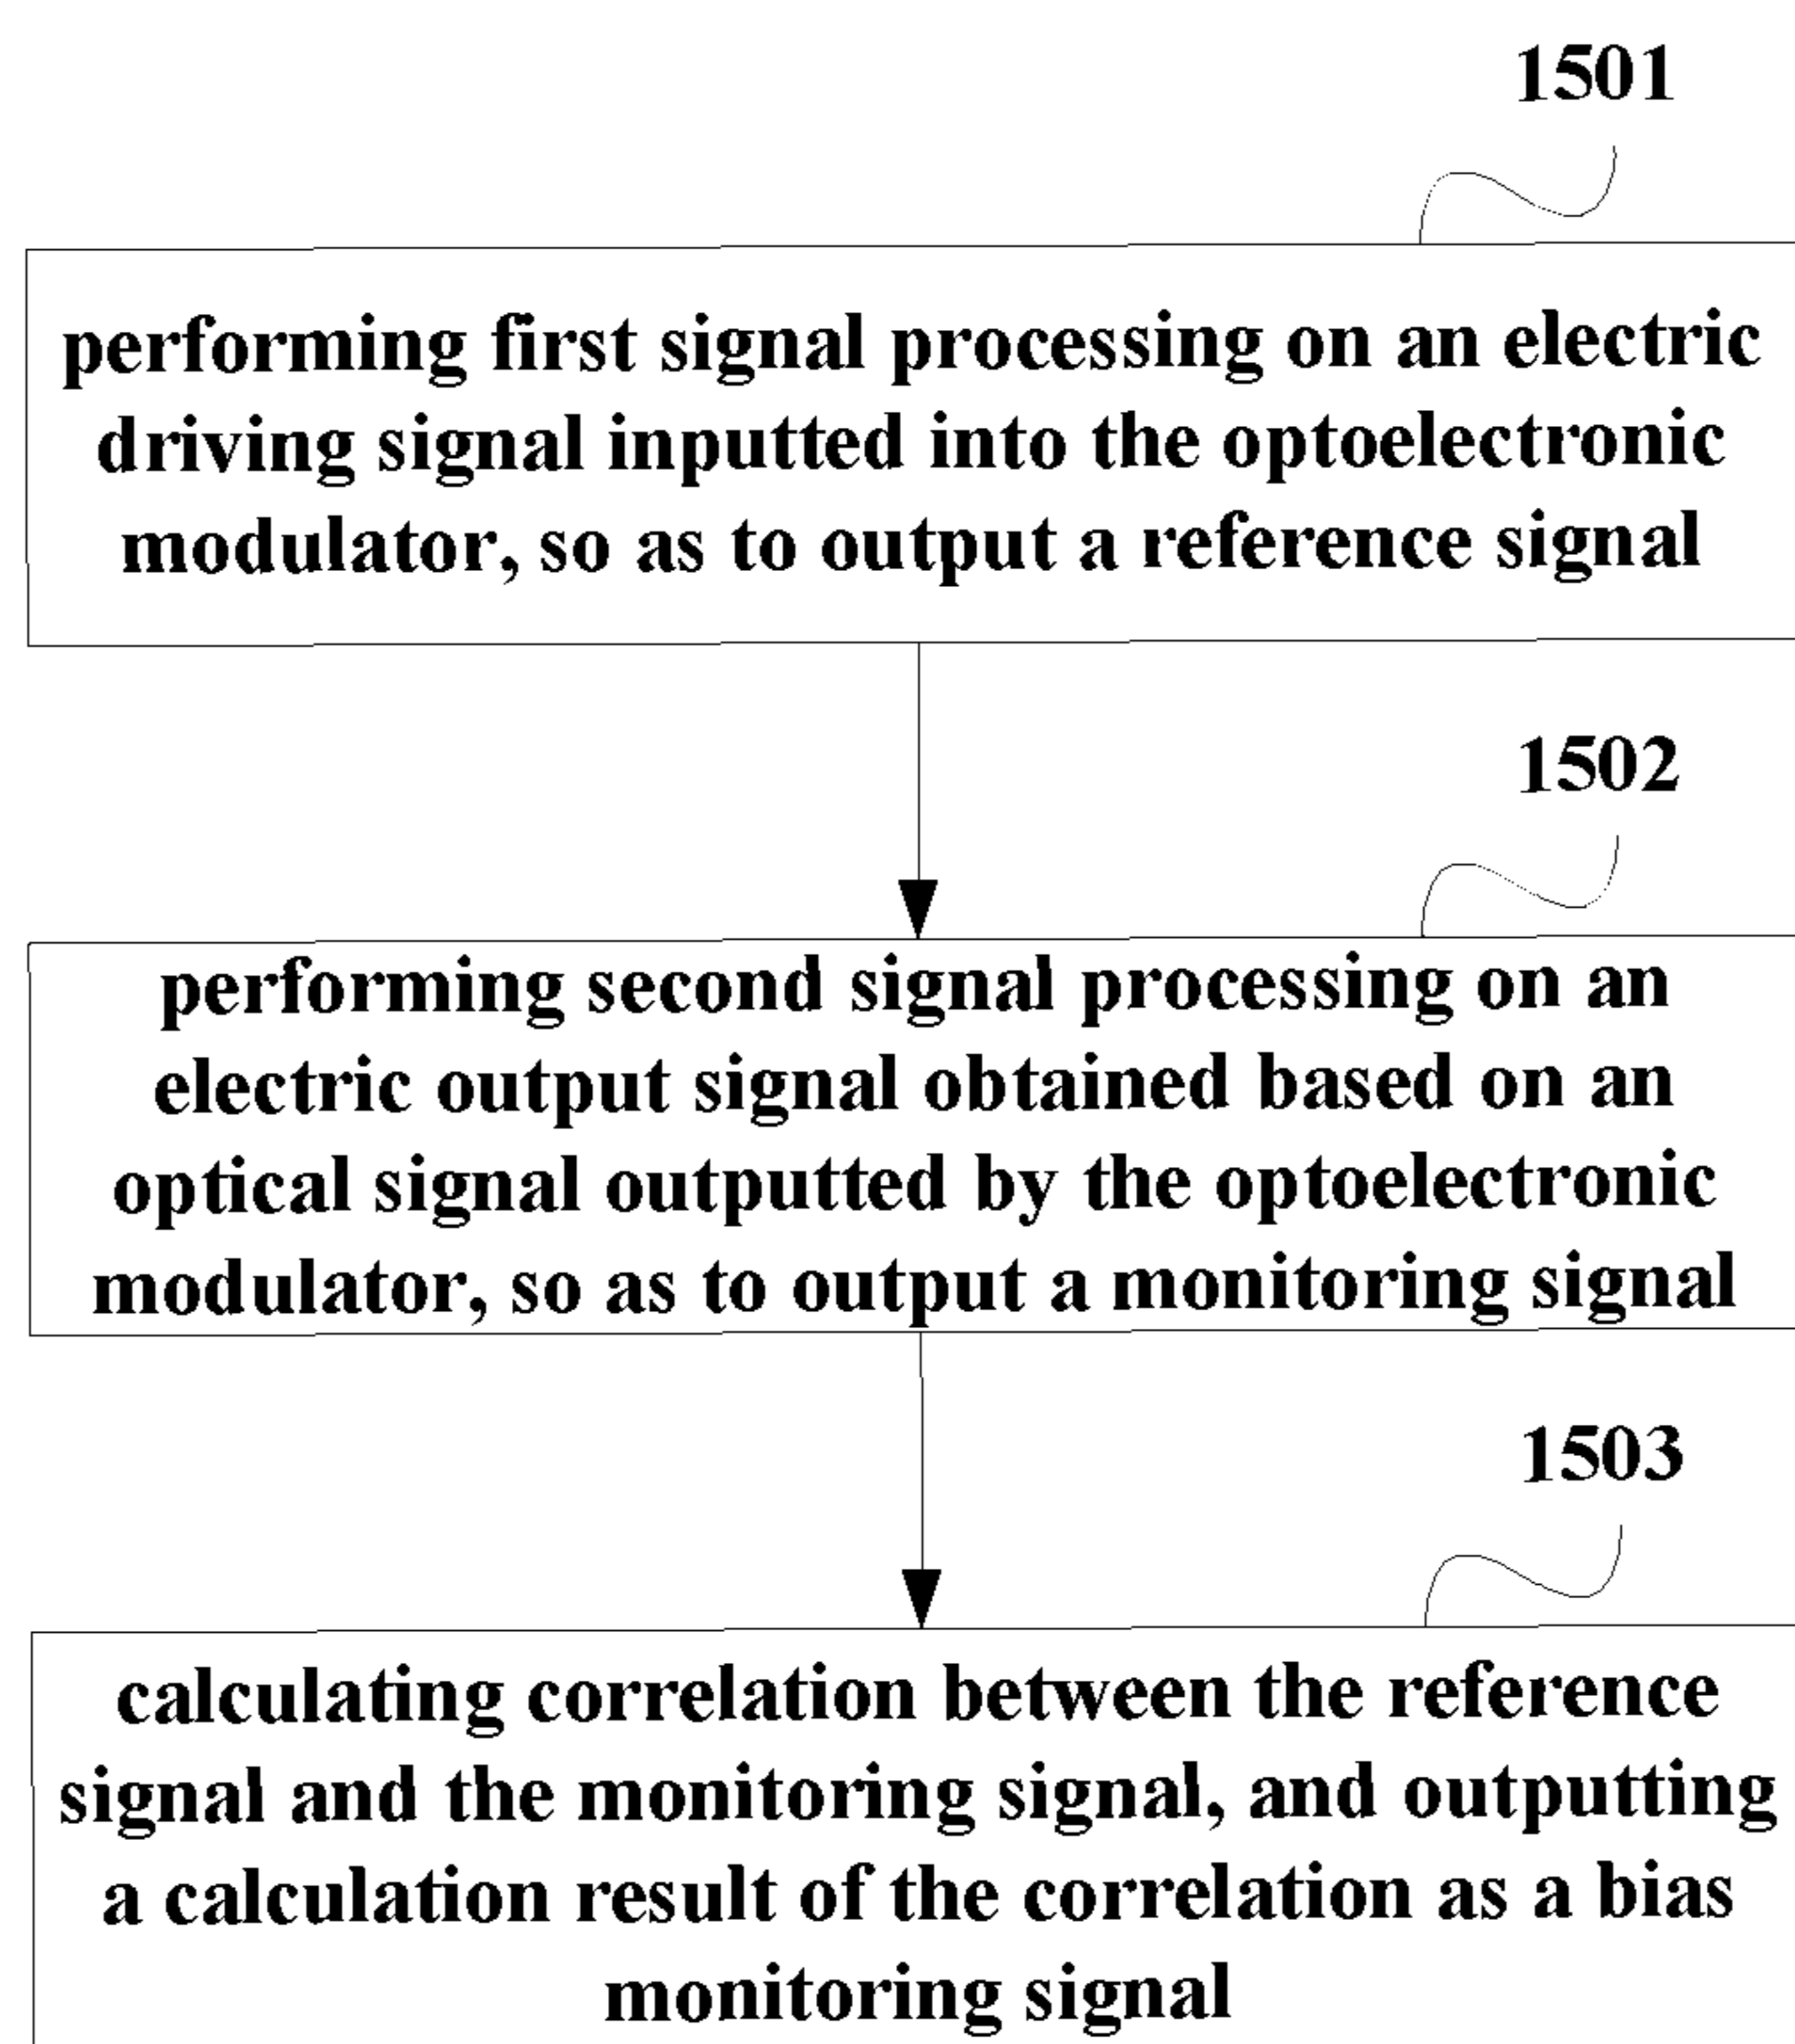 1501
performing first signal processing on an electric
driving signal inputted into the optoelectronic
modulator, so as to output a reference signal
1502
performing second signal processing on an
electric output signal obtained based on an
optical signal outputted by the optoelectronic
modulator, so as to output a monitoring signal
1503
calculating correlation between the reference
signal and the monitoring signal, and outputting
a calculation result of the correlation as a bias
monitoring signal